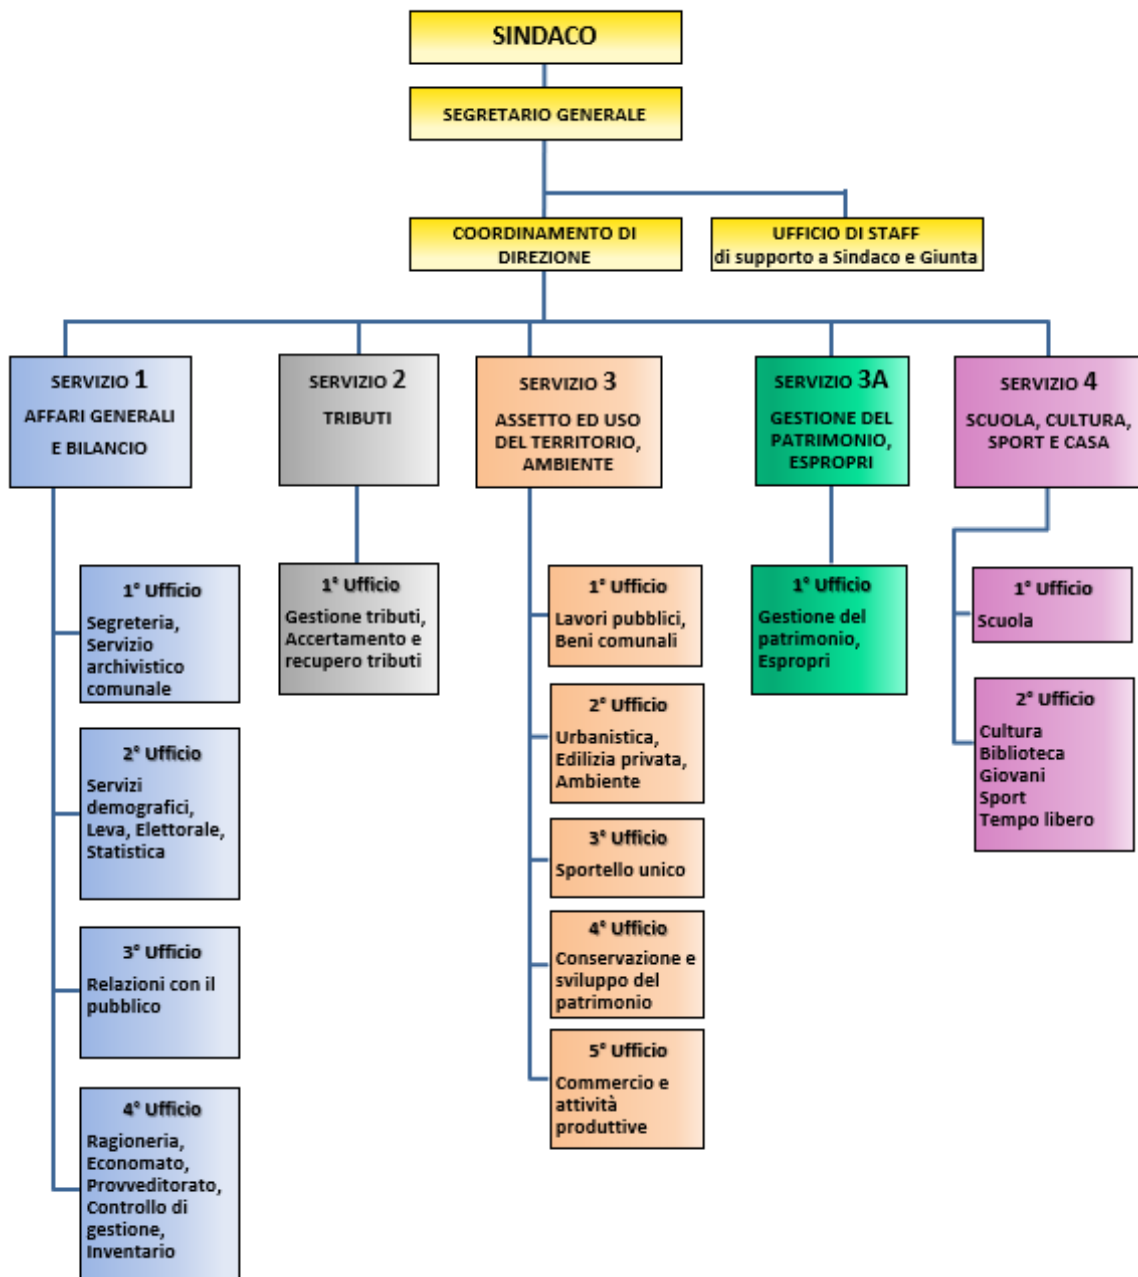 SINDACO
SEGRETARIO GENERALE
COORDINAMENTO DI
DIREZIONE
UFFICIO DI STAFF
di supporto a Sindaco e Giunta
SERVIZIO 1
AFFARI GENERALI
E BILANCIO
1° Ufficio
Segreteria,
Servizio
archivistico
comunale
2° Ufficio
Servizi
demografici,
Leva, Elettorale,
Statistica
3° Ufficio
Relazioni con il
pubblico
4° Ufficio
Ragioneria,
Economato,
Provveditorato,
Controllo di
gestione,
Inventario
SERVIZIO 2
TRIBUTI
1° Ufficio
Gestione tributi,
Accertamento e
recupero tributi
SERVIZIO 3
ASSETTO ED USO
DEL TERRITORIO,
AMBIENTE
1° Ufficio
Lavori pubblici,
Beni comunali
2° Ufficio
Urbanistica,
Edilizia privata,
Ambiente
3° Ufficio
Sportello unico
4° Ufficio
Conservazione e
sviluppo del
patrimonio
5° Ufficio
Commercio e
attività
produttive
SERVIZIO 3A
GESTIONE DEL
PATRIMONIO,
ESPROPRI
1° Ufficio
Gestione del
patrimonio,
Espropri
SERVIZIO 4
SCUOLA, CULTURA,
SPORT E CASA
1° Ufficio
Scuola
2° Ufficio
Cultura
Biblioteca
Giovani
Sport
Tempo libero